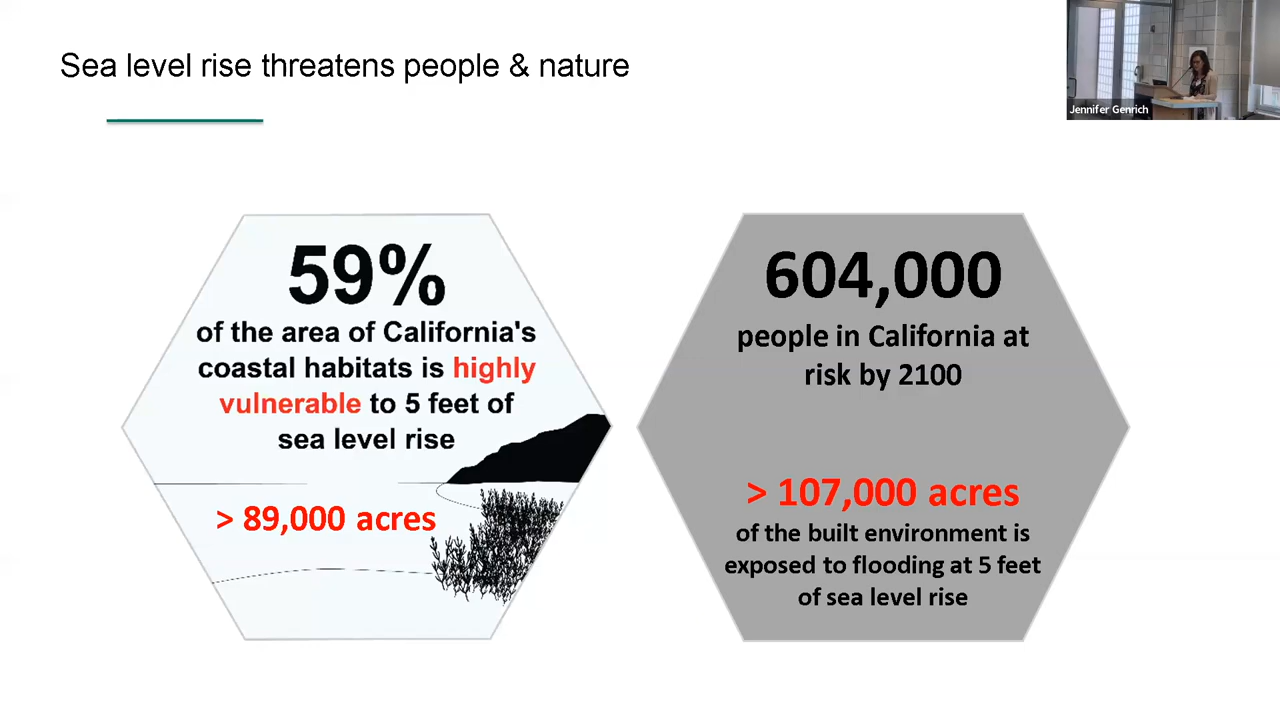 Sea level rise threatens people & nature
Jennifer Genrich
59%
of the area of California's
coastal habitats is highly
vulnerable to 5 feet of
sea level rise
> 89,000 acres
604,000
people in California at
risk by 2100
> 107,000 acres
of the built environment is
exposed to flooding at 5 feet
of sea level rise